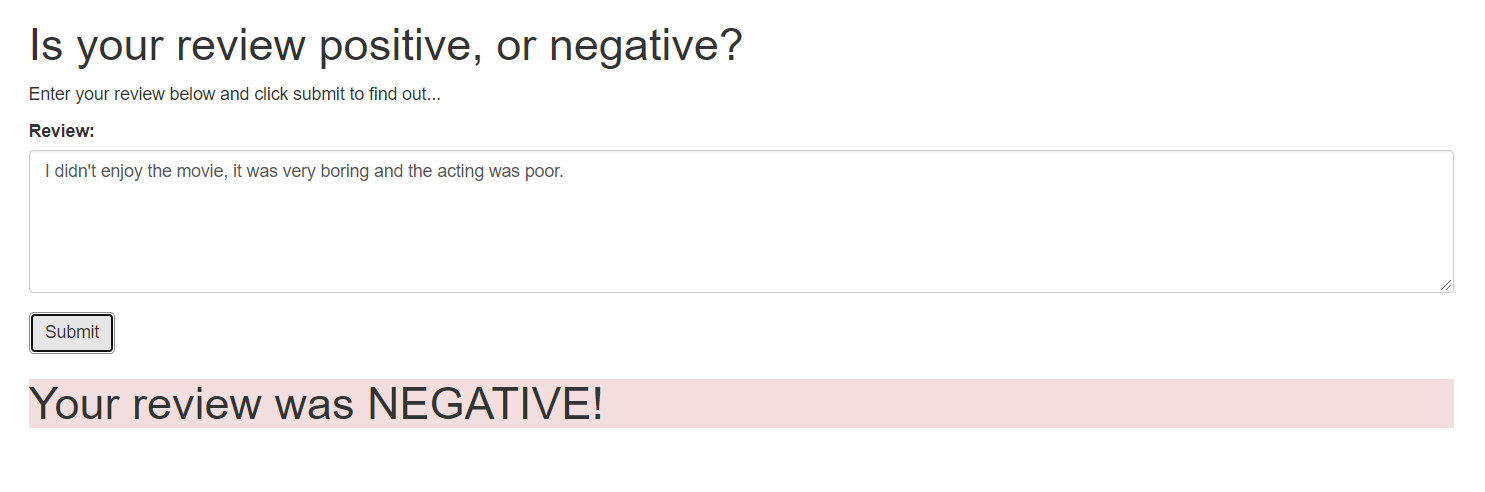 Is your review positive, or negative?
Enter your review below and click submit to find out...
Review:
I didn't enjoy the movie, it was very boring and the acting was poor.
Submit
Your review was NEGATIVE!